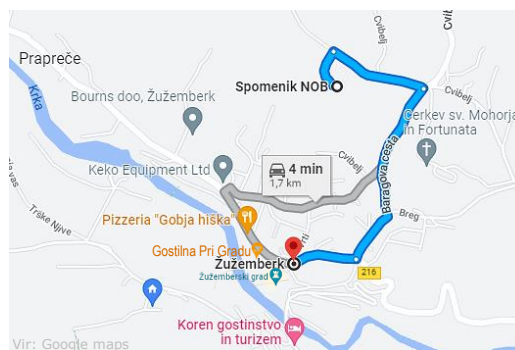 Prapreče
Cvibelj
Cvibelj
Spomenik NOB
Krka
Bourns doo, Žužemberk
Cerkev sv. Mohorja
in Fortunata
Keko Equipment Ltd
4 min
1,7 km
Cvibelj
Baragova cesta
Trške Njive
Pizzeria "Gobja hiška"
Breg
Gostilna Pri Gradu
Žužemberk
Žužemberški grad
216
Koren gostinstvo
in turizem
Vir: Google maps